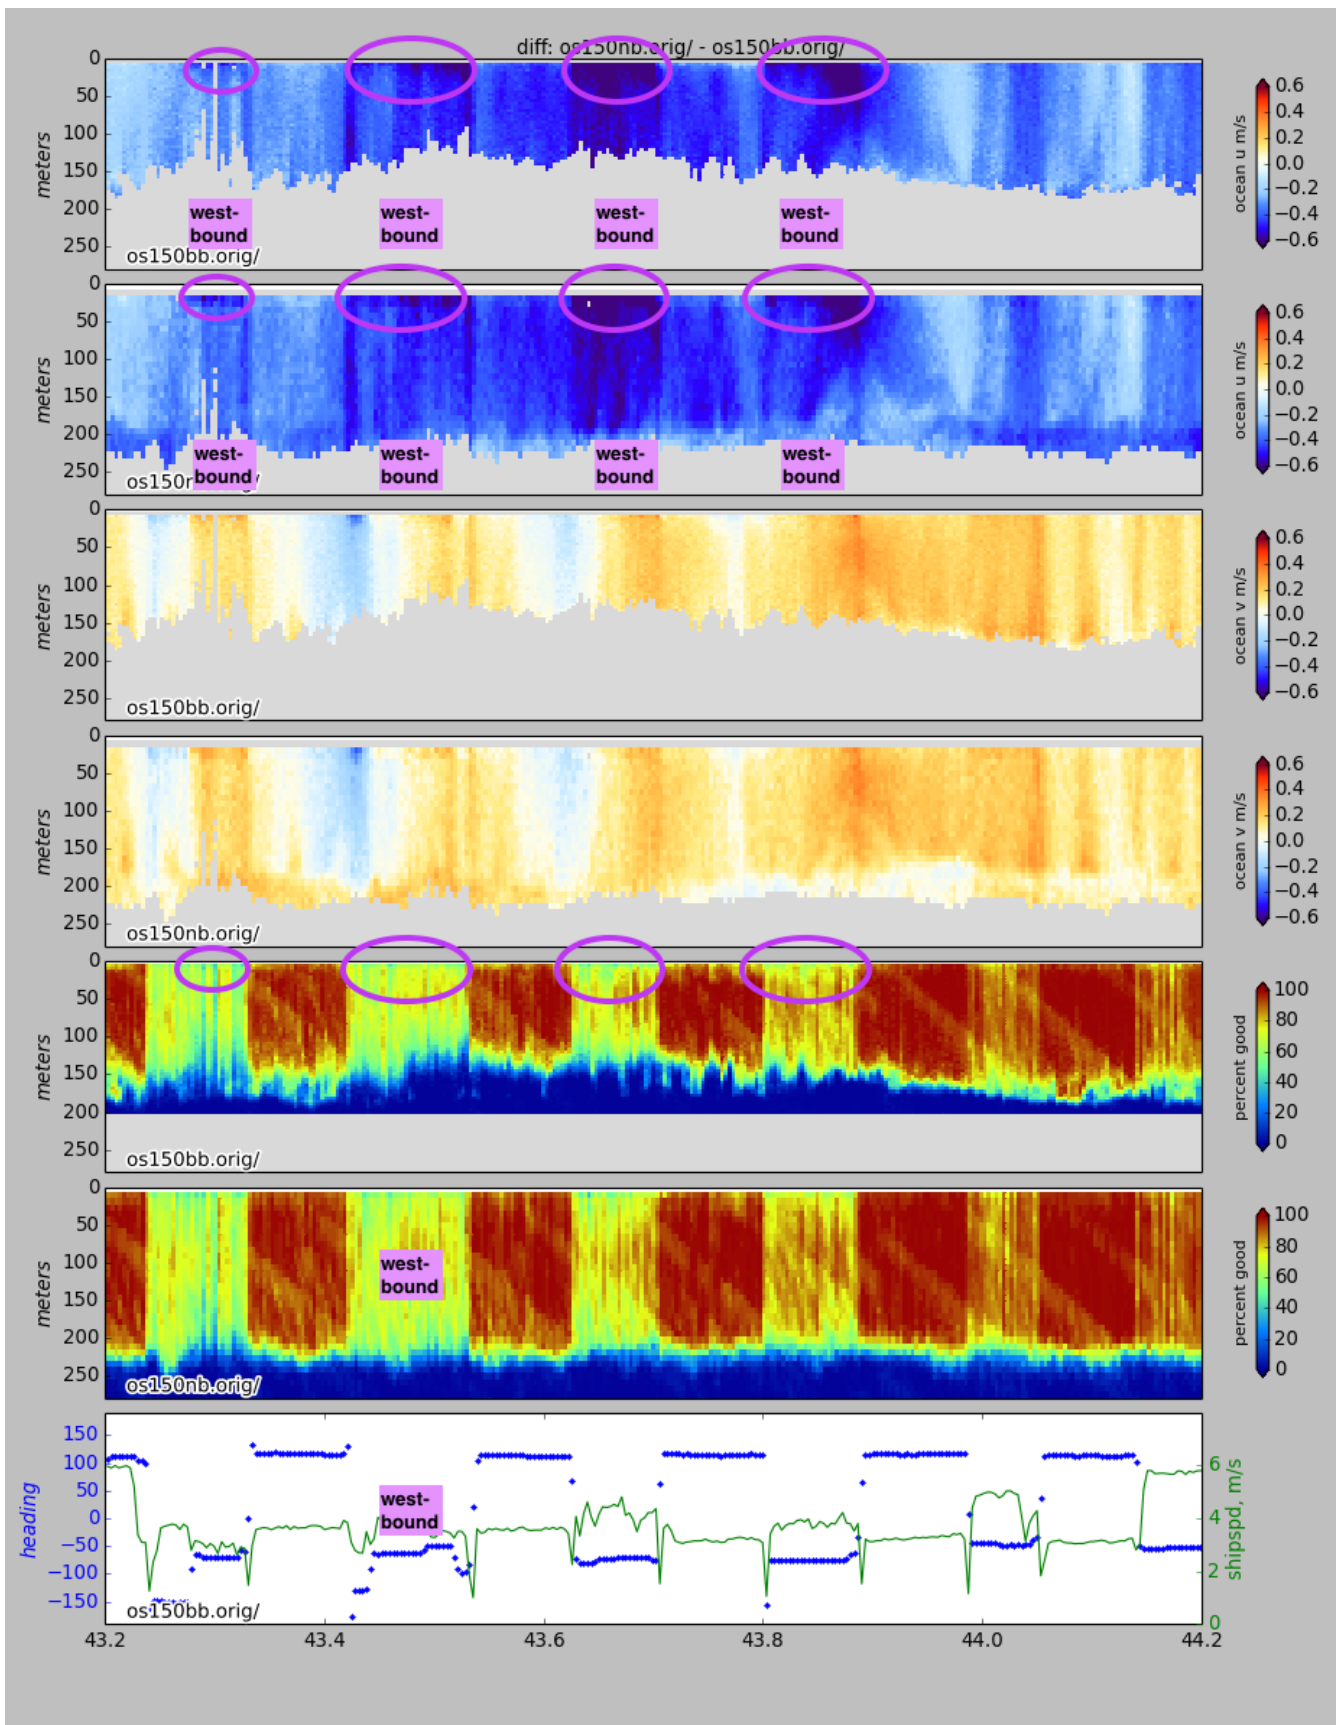 diff: os150nb.orig/ - os150bb.orig/
0
50
100
150
200
250
meters
west-
bound
west-
bound
west-
bound
west-
bound
os150bb.orig/
0.6
0.4
0.2
0.0
−0.2
−0.4
−0.6
ocean u m/s
0
50
100
150
200
250
meters
west-
bound
west-
bound
west-
bound
west-
bound
os150nb.orig/
0.6
0.4
0.2
0.0
−0.2
−0.4
−0.6
ocean u m/s
0
50
100
150
200
250
meters
os150bb.orig/
0.6
0.4
0.2
0.0
−0.2
−0.4
−0.6
ocean v m/s
0
50
100
150
200
250
meters
os150nb.orig/
0.6
0.4
0.2
0.0
−0.2
−0.4
−0.6
ocean v m/s
0
50
100
150
200
250
meters
os150bb.orig/
100
80
60
40
20
0
percent good
0
50
100
150
200
250
meters
west-
bound
os150nb.orig/
100
80
60
40
20
0
percent good
150
100
50
0
−50
−100
−150
heading
west-
bound
os150bb.orig/
6
4
2
0
shipspd, m/s
43.2 43.4 43.6 43.8 44.0 44.2